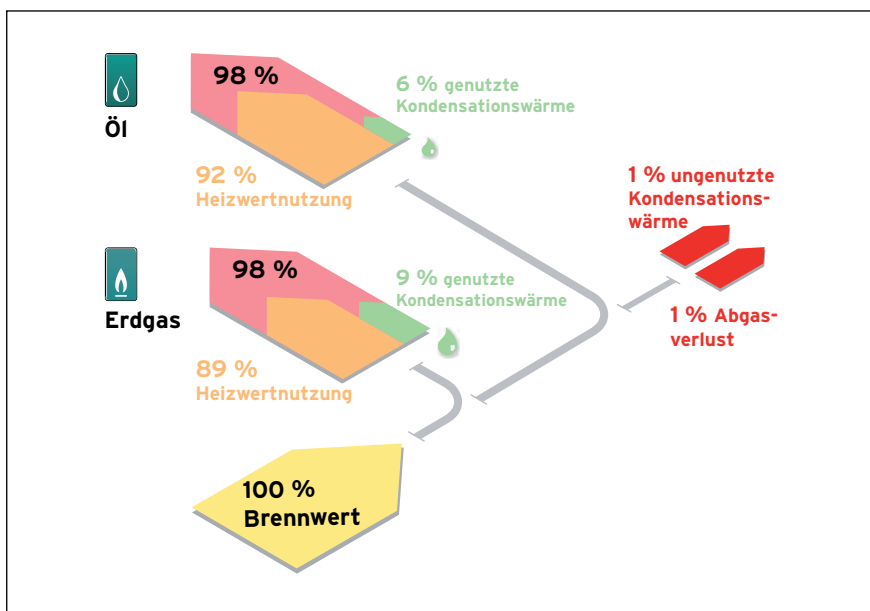 98 %
6 % genutzte
Kondensationswärme
Öl
92 %
Heizwertnutzung
1 % ungenutzte
Kondensations-
wärme
98 %
9 % genutzte
Kondensationswärme
Erdgas
1 % Abgas-
verlust
89 %
Heizwertnutzung
100 %
Brennwert